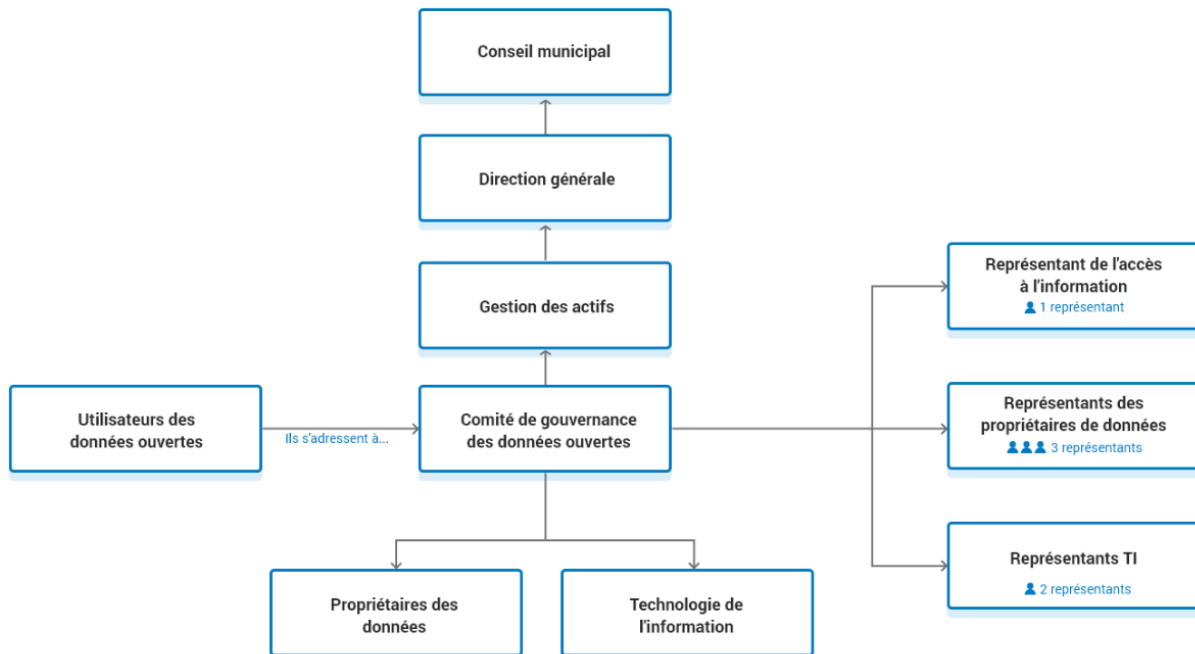 Conseil municipal
Direction générale
Gestion des actifs
Utilisateurs des
données ouvertes
Ils s'adressent à...
Comité de gouvernance
des données ouvertes
Représentant de l'accès
à l'information
1 représentant
Représentants des
propriétaires de données
3 représentants
Représentants TI
2 représentants
Propriétaires des
données
Technologie de
l'information